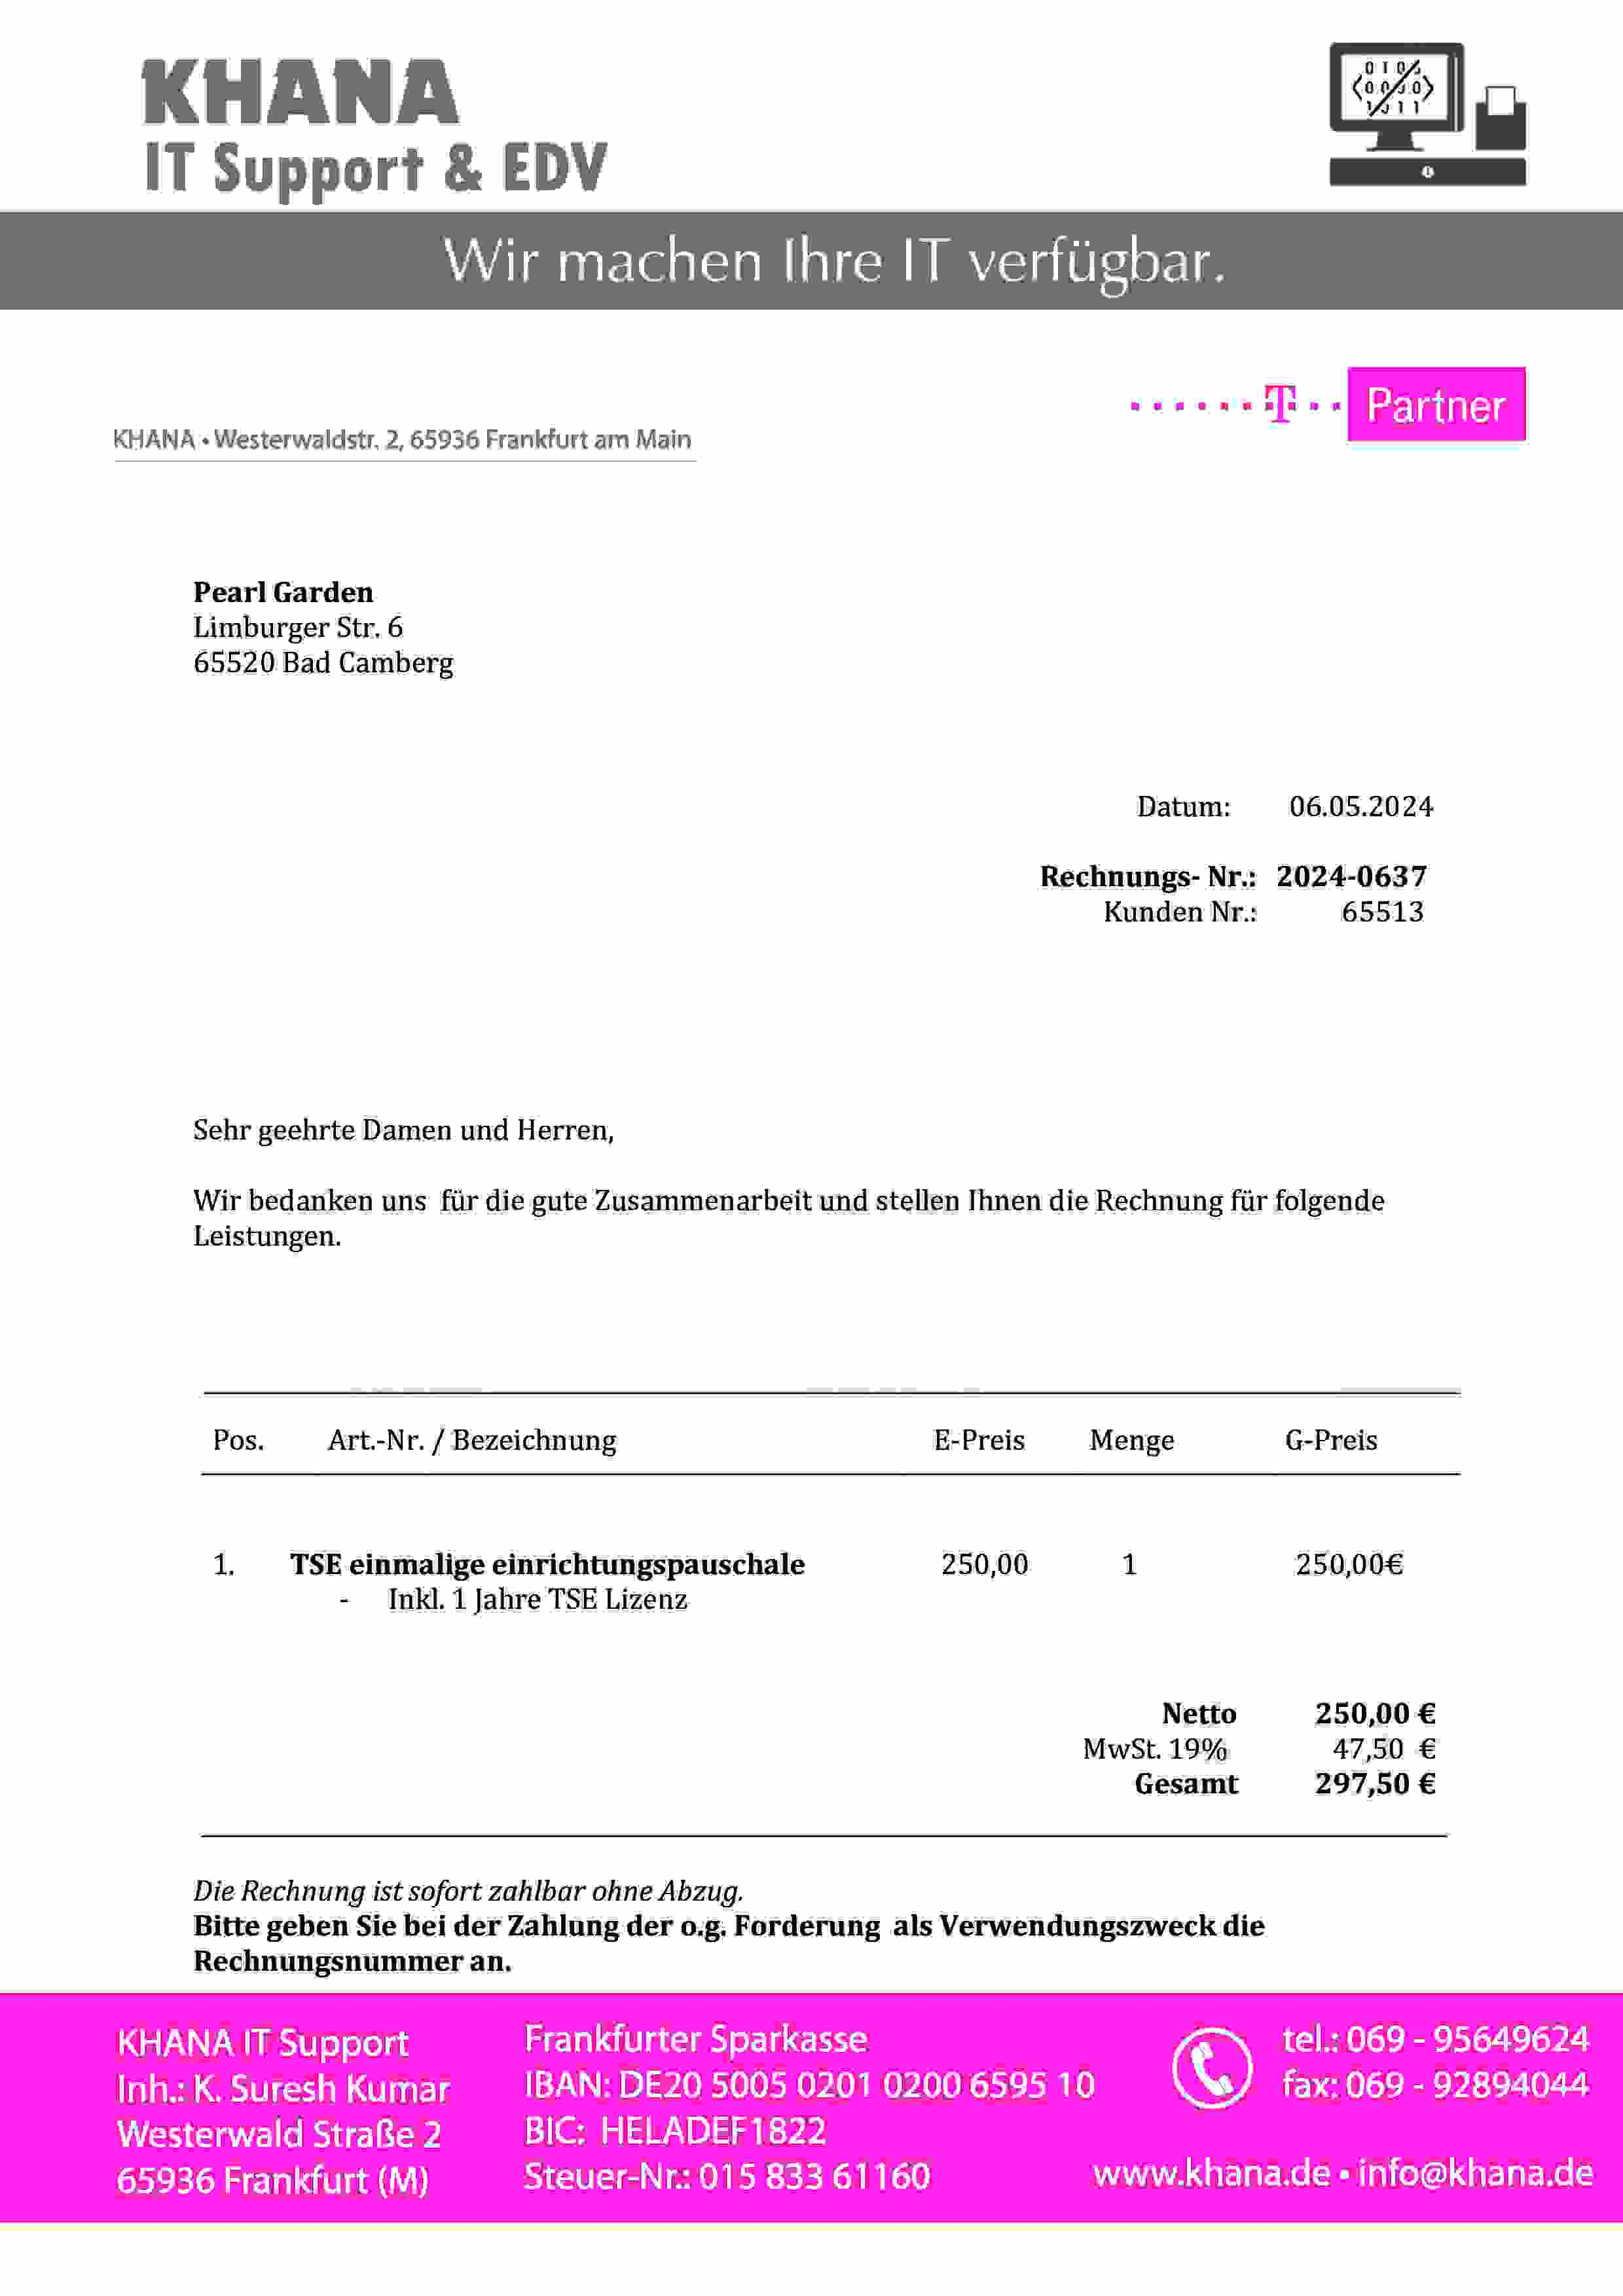 KHANA
IT Support & EDV
Wir machen Ihre IT verfügbar.
T Partner
KHANA • Westerwaldstr. 2, 65936 Frankfurt am Main
Pearl Garden
Limburger Str. 6
65520 Bad Camberg
Datum: 06.05.2024
Rechnungs- Nr.: 2024-0637
Kunden Nr.: 65513
Sehr geehrte Damen und Herren,
Wir bedanken uns für die gute Zusammenarbeit und stellen Ihnen die Rechnung für folgende
Leistungen.
Pos. Art.-Nr. / Bezeichnung E-Preis Menge G-Preis
1. TSE einmalige einrichtungspauschale 250,00 1 250,00€
- Inkl. 1 Jahre TSE Lizenz
Netto 250,00 €
MwSt. 19% 47,50 €
Gesamt 297,50 €
Die Rechnung ist sofort zahlbar ohne Abzug.
Bitte geben Sie bei der Zahlung der o.g. Forderung als Verwendungszweck die
Rechnungsnummer an.
KHANA IT Support
Inh.: K. Suresh Kumar
Westerwald Straße 2
65936 Frankfurt (M)
Frankfurter Sparkasse
IBAN: DE20 5005 0201 0200 6595 10
BIC: HELADEF1822
Steuer-Nr.: 015 833 61160
tel.: 069 - 95649624
fax: 069 - 92894044
www.khana.de • info@khana.de